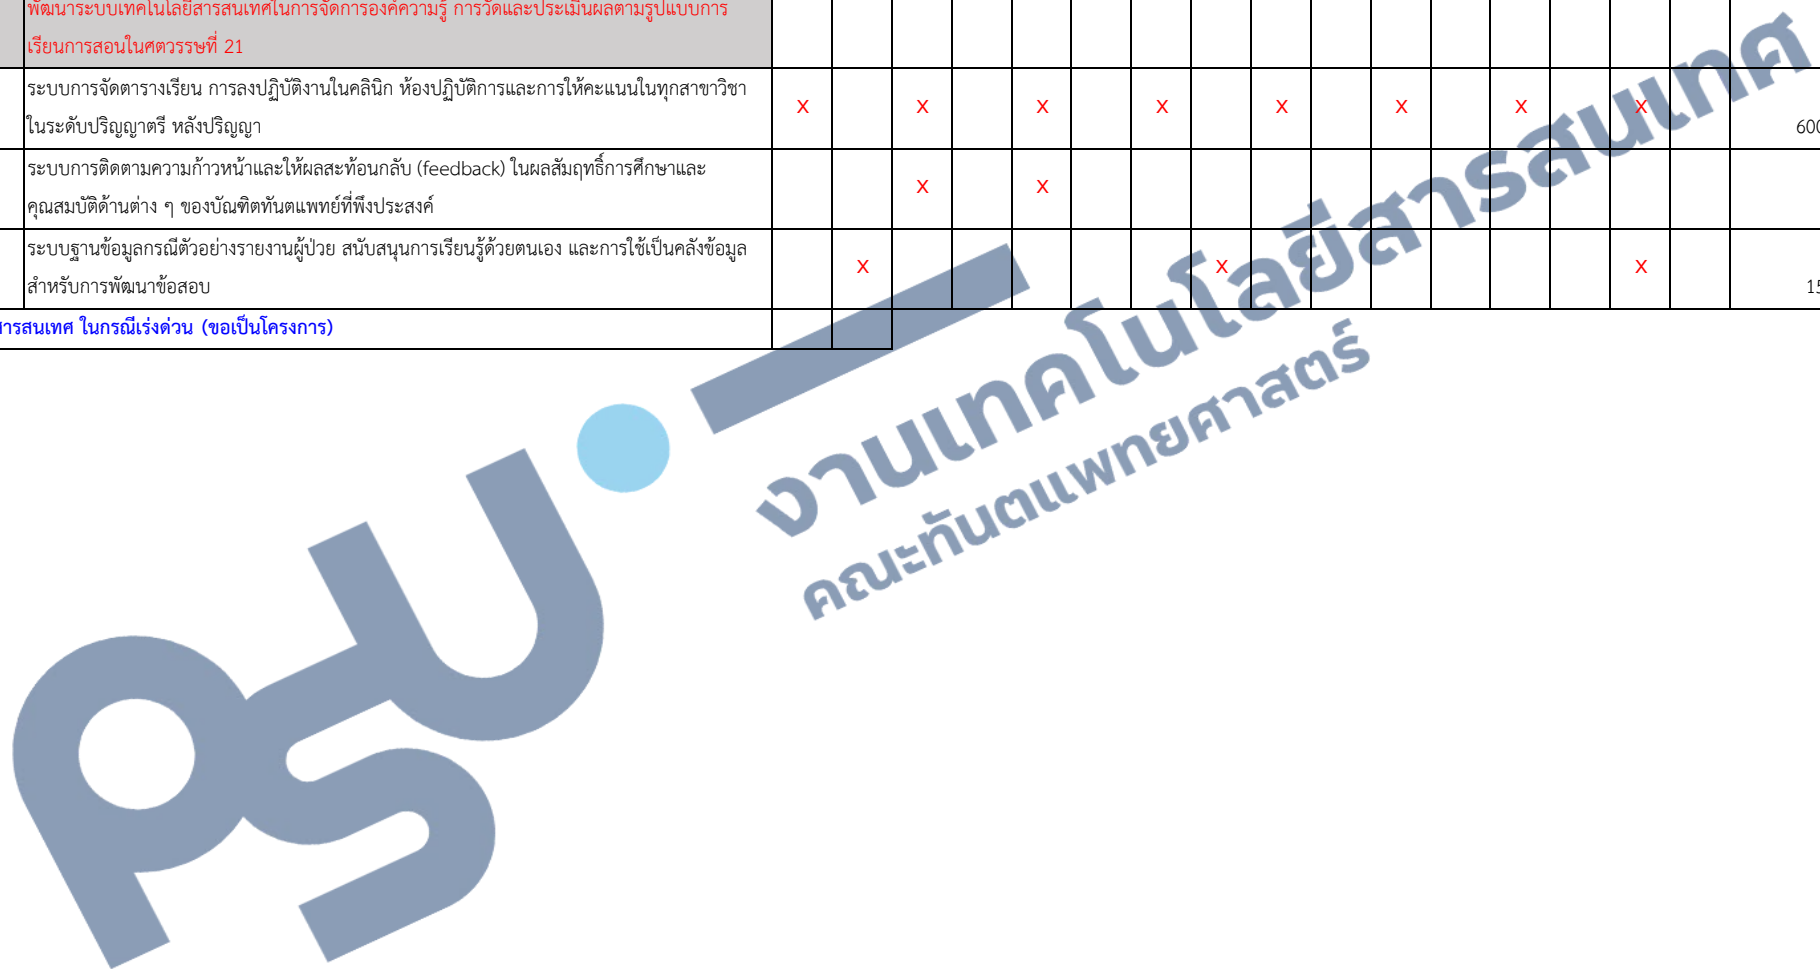 พัฒนาระบบเทคโนโลยีสารสนเทศในการจัดการองค์ความรู้ การวัดและประเมินผลตามรูปแบบการ
เรียนการสอนในศตวรรษที่ 21
ระบบการจัดตารางเรียน การลงปฏิบัติงานในคลินิก ห้องปฏิบัติการและการให้คะแนนในทุกสาขาวิชา
ในระดับปริญญาตรี หลังปริญญา
X X X X X X X X
600
ระบบการติดตามความก้าวหน้าและให้ผลสะท้อนกลับ (feedback) ในผลสัมฤทธิ์การศึกษาและ
คุณสมบัติด้านต่าง ๆ ของบัณฑิตทันตแพทย์ที่พึงประสงค์
X X
ระบบฐานข้อมูลกรณีตัวอย่างรายงานผู้ป่วย สนับสนุนการเรียนรู้ด้วยตนเอง และการใช้เป็นคลังข้อมูล
สำหรับการพัฒนาข้อสอบ
X X X
15
สารสนเทศ ในกรณีเร่งด่วน (ขอเป็นโครงการ)
PSU
งานเทคโนโลยีสารสนเทศ
คณะทันตแพทยศาสตร์